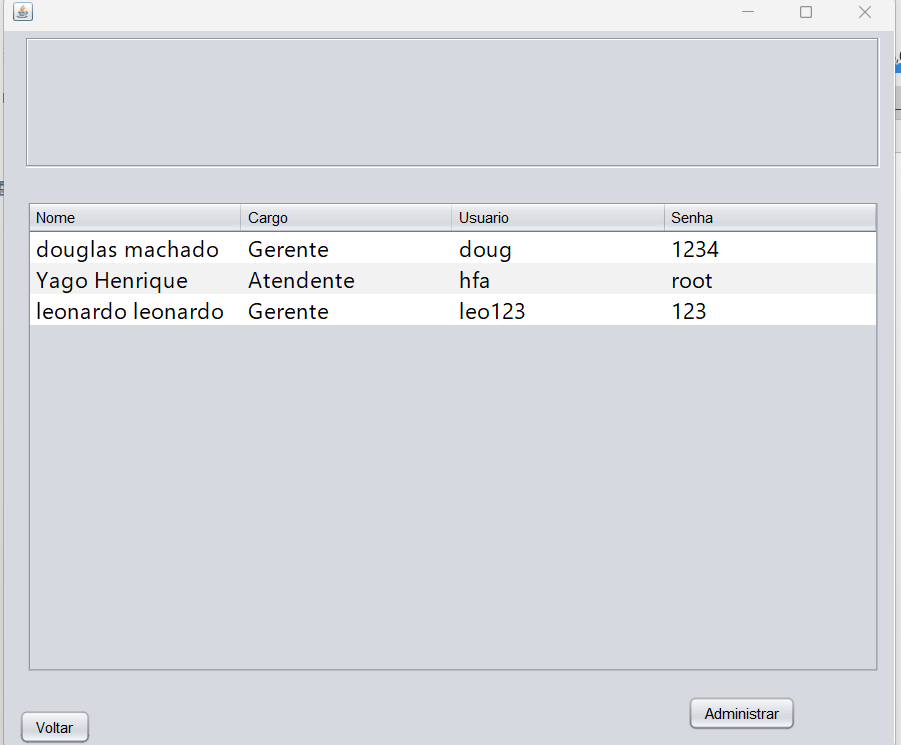 Nome Cargo Usuario Senha
douglas machado Gerente doug 1234
Yago Henrique Atendente hfa root
leonardo leonardo Gerente leo123 123
Administrar
Voltar